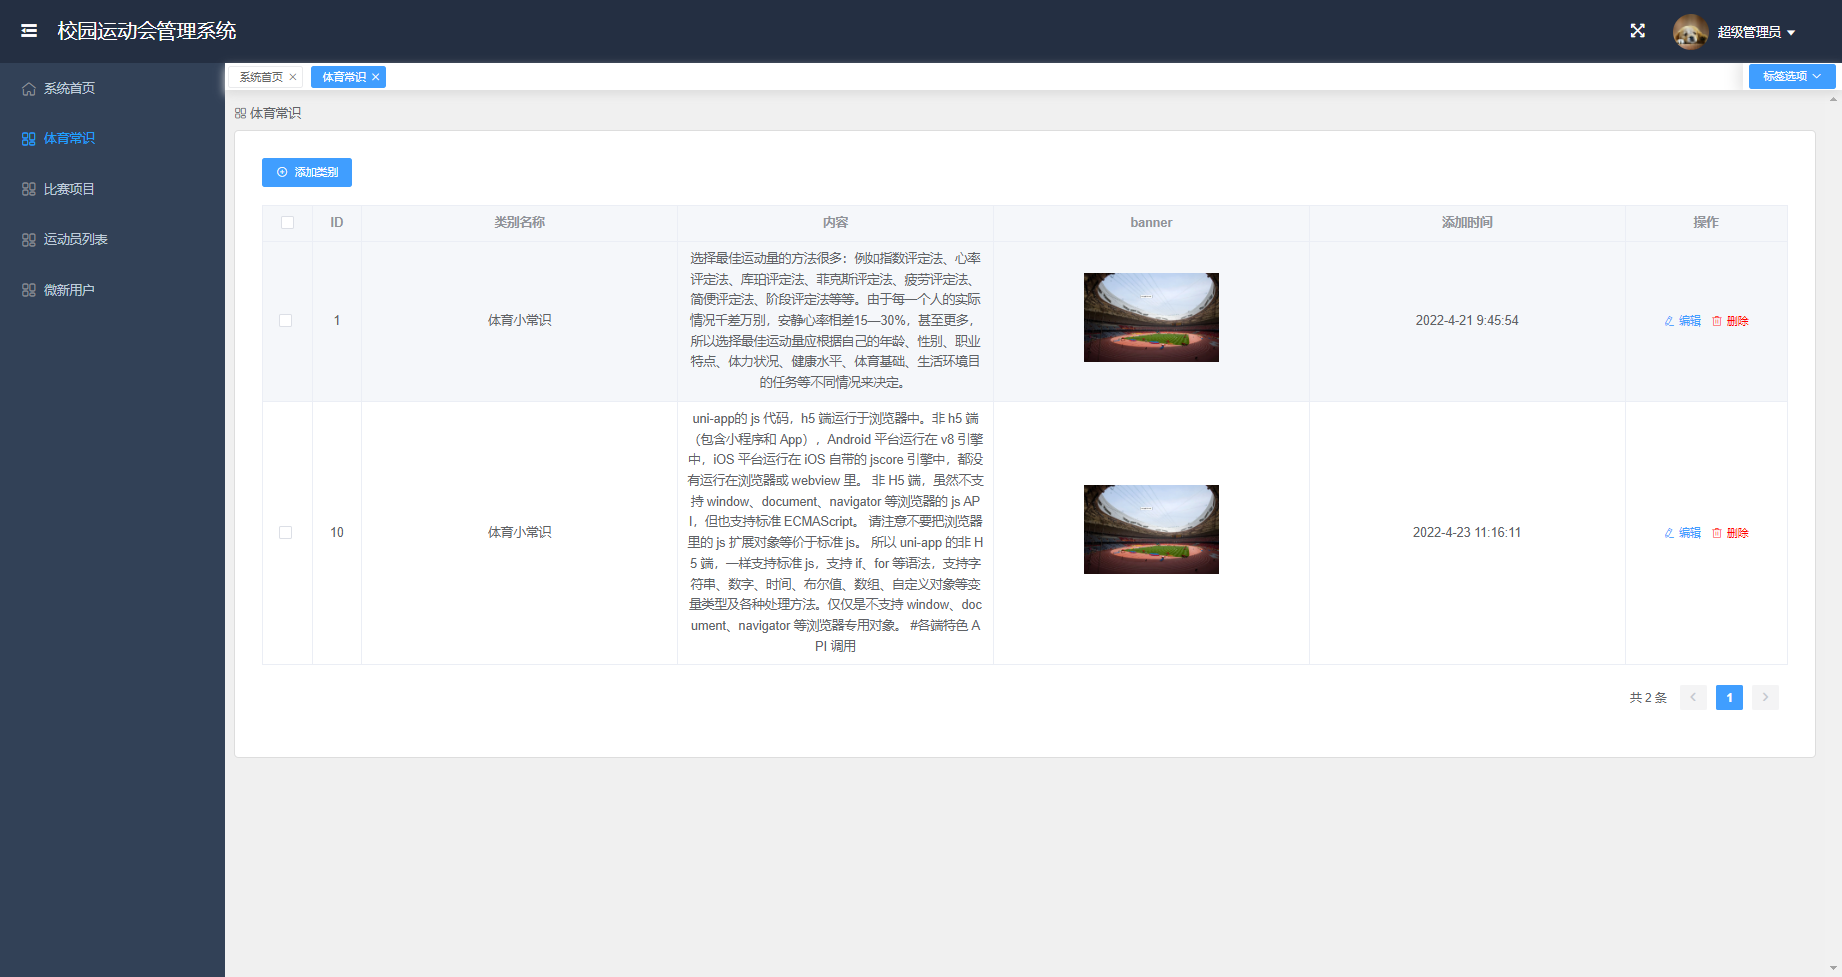 校园运动会管理系统
超级管理员
系统首页
体育常识
比赛项目
运动员列表
微新用户
系统首页
体育常识
标签选项
体育常识
添加类别
ID 类别名称 内容 banner 添加时间 操作
选择最佳运动量的方法很多：例如指数评定法、心率
评定法、库珀评定法、菲克斯评定法、疲劳评定法、
简便评定法、阶段评定法等等。由于每一个人的实际
情况千差万别，安静心率相差15—30%，甚至更多，
所以选择最佳运动量应根据自己的年龄、性别、职业
特点、体力状况、健康水平、体育基础、生活环境目
的任务等不同情况来决定。
1 体育小常识 2022-4-21 9:45:54 编辑 删除
uni-app的 js 代码，h5 端运行于浏览器中。非 h5 端
（包含小程序和 App），Android 平台运行在 v8 引擎
中，iOS 平台运行在 iOS 自带的 jscore 引擎中，都没
有运行在浏览器或 webview 里。 非 H5 端，虽然不支
持 window、document、navigator 等浏览器的 js AP
I，但也支持标准 ECMAScript。 请注意不要把浏览器
里的 js 扩展对象等价于标准 js。 所以 uni-app 的非 H
5 端，一样支持标准 js，支持 if、for 等语法，支持字
符串、数字、时间、布尔值、数组、自定义对象等变
量类型及各种处理方法。仅仅是不支持 window、doc
ument、navigator 等浏览器专用对象。 #各端特色 A
PI 调用
10 体育小常识 2022-4-23 11:16:11 编辑 删除
共 2 条 1